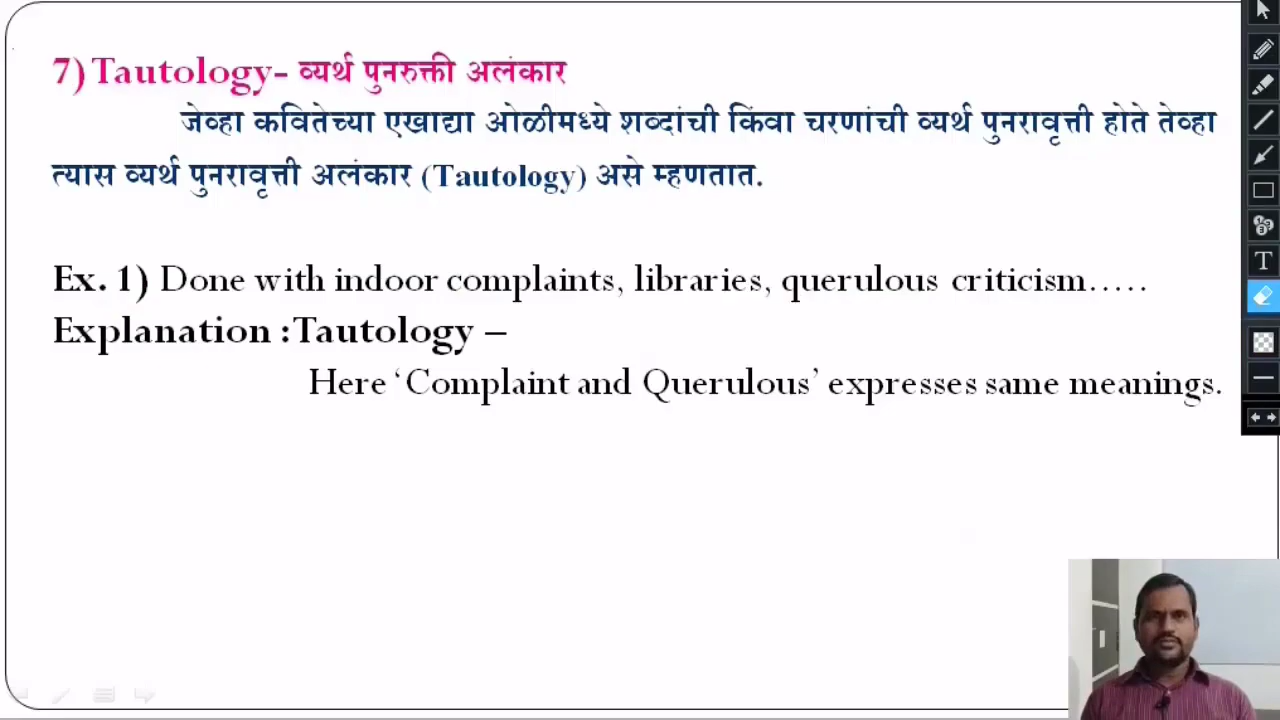 7) Tautology- व्यर्थ पुनरुक्ती अलंकार
जेव्हा कवितेच्या एखाद्या ओळीमध्ये शब्दांची किंवा चरणांची व्यर्थ पुनरावृत्ती होते तेव्हा
त्यास व्यर्थ पुनरावृत्ती अलंकार (Tautology) असे म्हणतात.
Ex. 1) Done with indoor complaints, libraries, querulous criticism…..
Explanation :Tautology –
Here ‘Complaint and Querulous’ expresses same meanings.